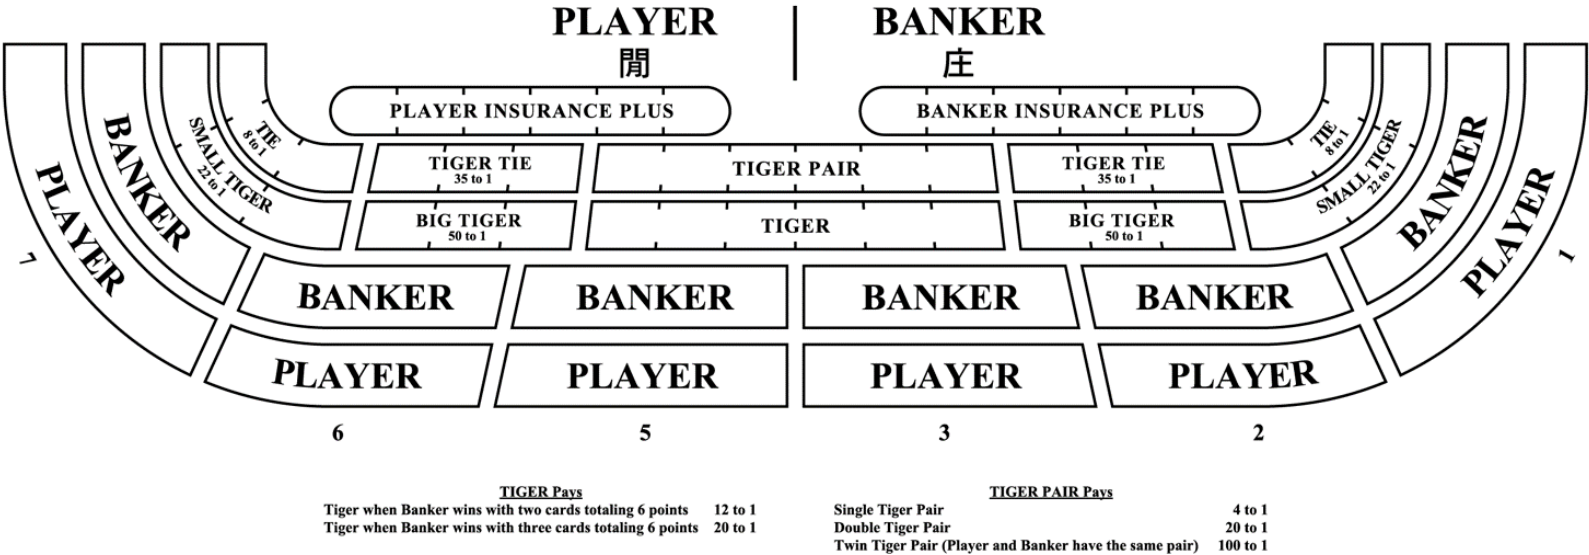 PLAYER
閒
BANKER
庄
PLAYER INSURANCE PLUS
BANKER INSURANCE PLUS
TIE
8 to 1
TIGER TIE
35 to 1
TIGER PAIR
TIGER TIE
35 to 1
TIE
8 to 1
SMALL TIGER
22 to 1
BIG TIGER
50 to 1
TIGER
BIG TIGER
50 to 1
SMALL TIGER
22 to 1
BANKER
BANKER
BANKER
BANKER
BANKER
BANKER
PLAYER
PLAYER
PLAYER
PLAYER
PLAYER
PLAYER
7
6
5
3
2
1
TIGER Pays
Tiger when Banker wins with two cards totaling 6 points 12 to 1
Tiger when Banker wins with three cards totaling 6 points 20 to 1
TIGER PAIR Pays
Single Tiger Pair 4 to 1
Double Tiger Pair 20 to 1
Twin Tiger Pair (Player and Banker have the same pair) 100 to 1